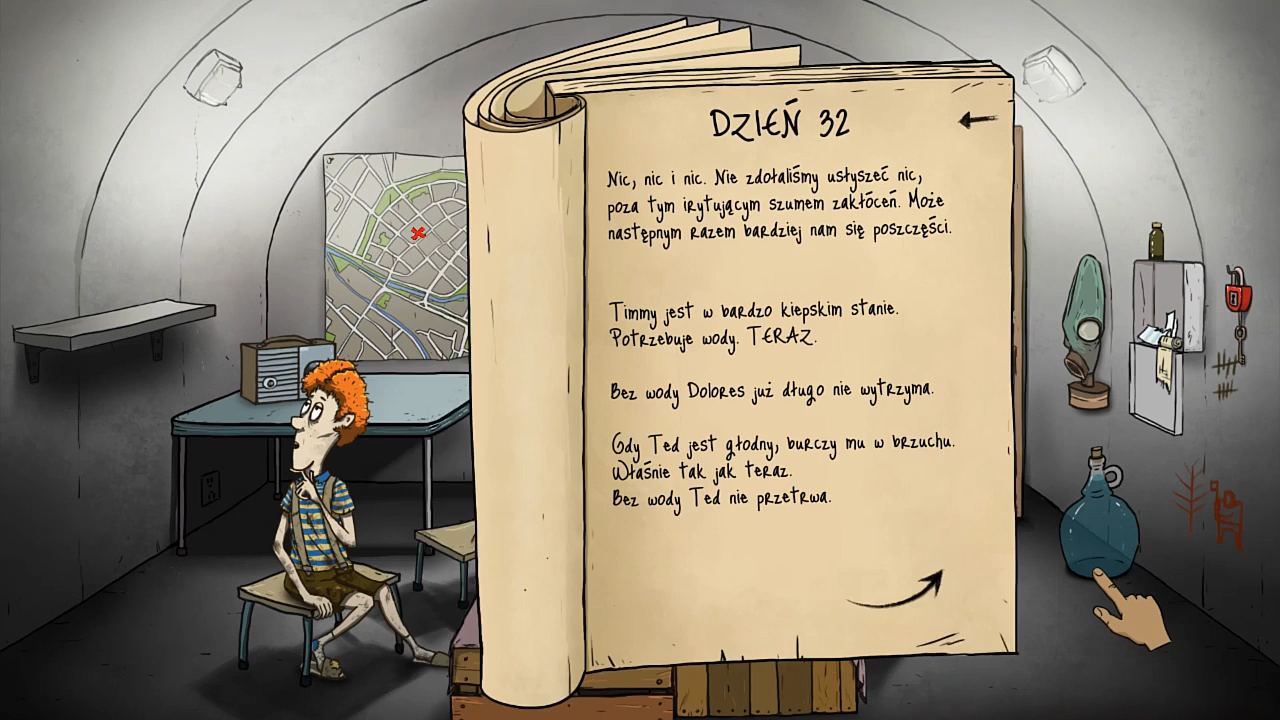 DZIEŃ 32
Nic, nic i nic. Nie zdołaliśmy usłyszeć nic,
poza tym irytującym szumem zakłóceń. Może
następnym razem bardziej nam się poszczęści.
Timmy jest w bardzo kiepskim stanie.
Potrzebuje wody. TERAZ.
Bez wody Dolores już długo nie wytrzyma.
Gdy Ted jest głodny, burczy mu w brzuchu.
Właśnie tak jak teraz.
Bez wody Ted nie przetrwa.